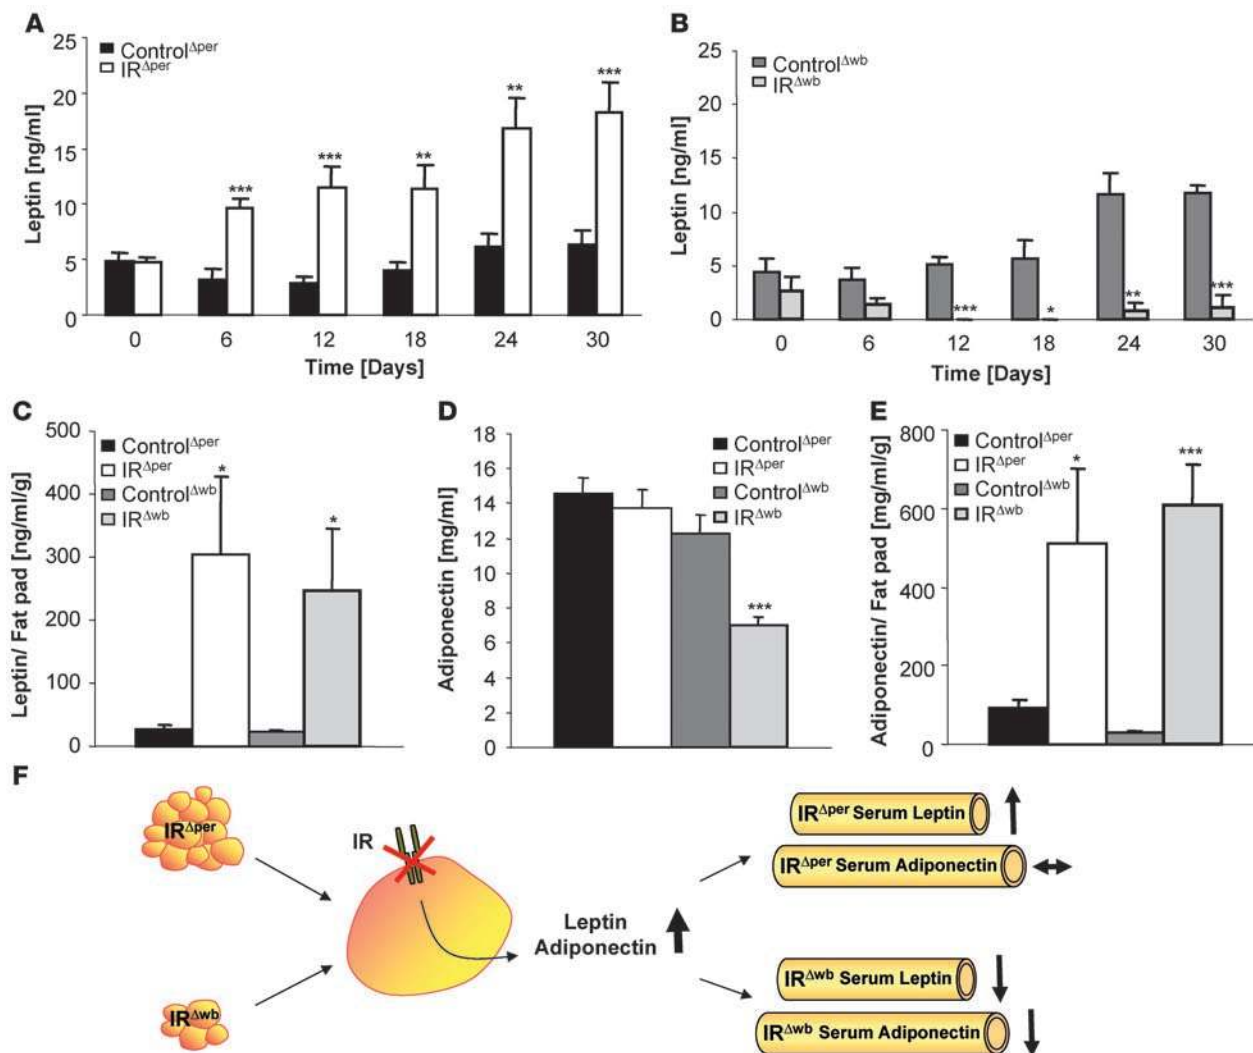 A
25
20
15
10
5
0
Leptin [ng/ml]
Control^Δper
IR^Δper
***
***
**
**
***
0 6 12 18 24 30
Time [Days]
B
25
20
15
10
5
0
Leptin [ng/ml]
Control^Δwb
IR^Δwb
***
*
**
***
0 6 12 18 24 30
Time [Days]
C
500
400
300
200
100
0
Leptin/ Fat pad [ng/ml/g]
Control^Δper
IR^Δper
Control^Δwb
IR^Δwb
*
*
D
18
16
14
12
10
8
6
4
2
0
Adiponectin [mg/ml]
Control^Δper
IR^Δper
Control^Δwb
IR^Δwb
***
E
800
600
400
200
0
Adiponectin/ Fat pad [mg/ml/g]
Control^Δper
IR^Δper
Control^Δwb
IR^Δwb
*
***
F
IR^Δper
IR^Δwb
IR
Leptin
Adiponectin
IR^Δper Serum Leptin
IR^Δper Serum Adiponectin
IR^Δwb Serum Leptin
IR^Δwb Serum Adiponectin